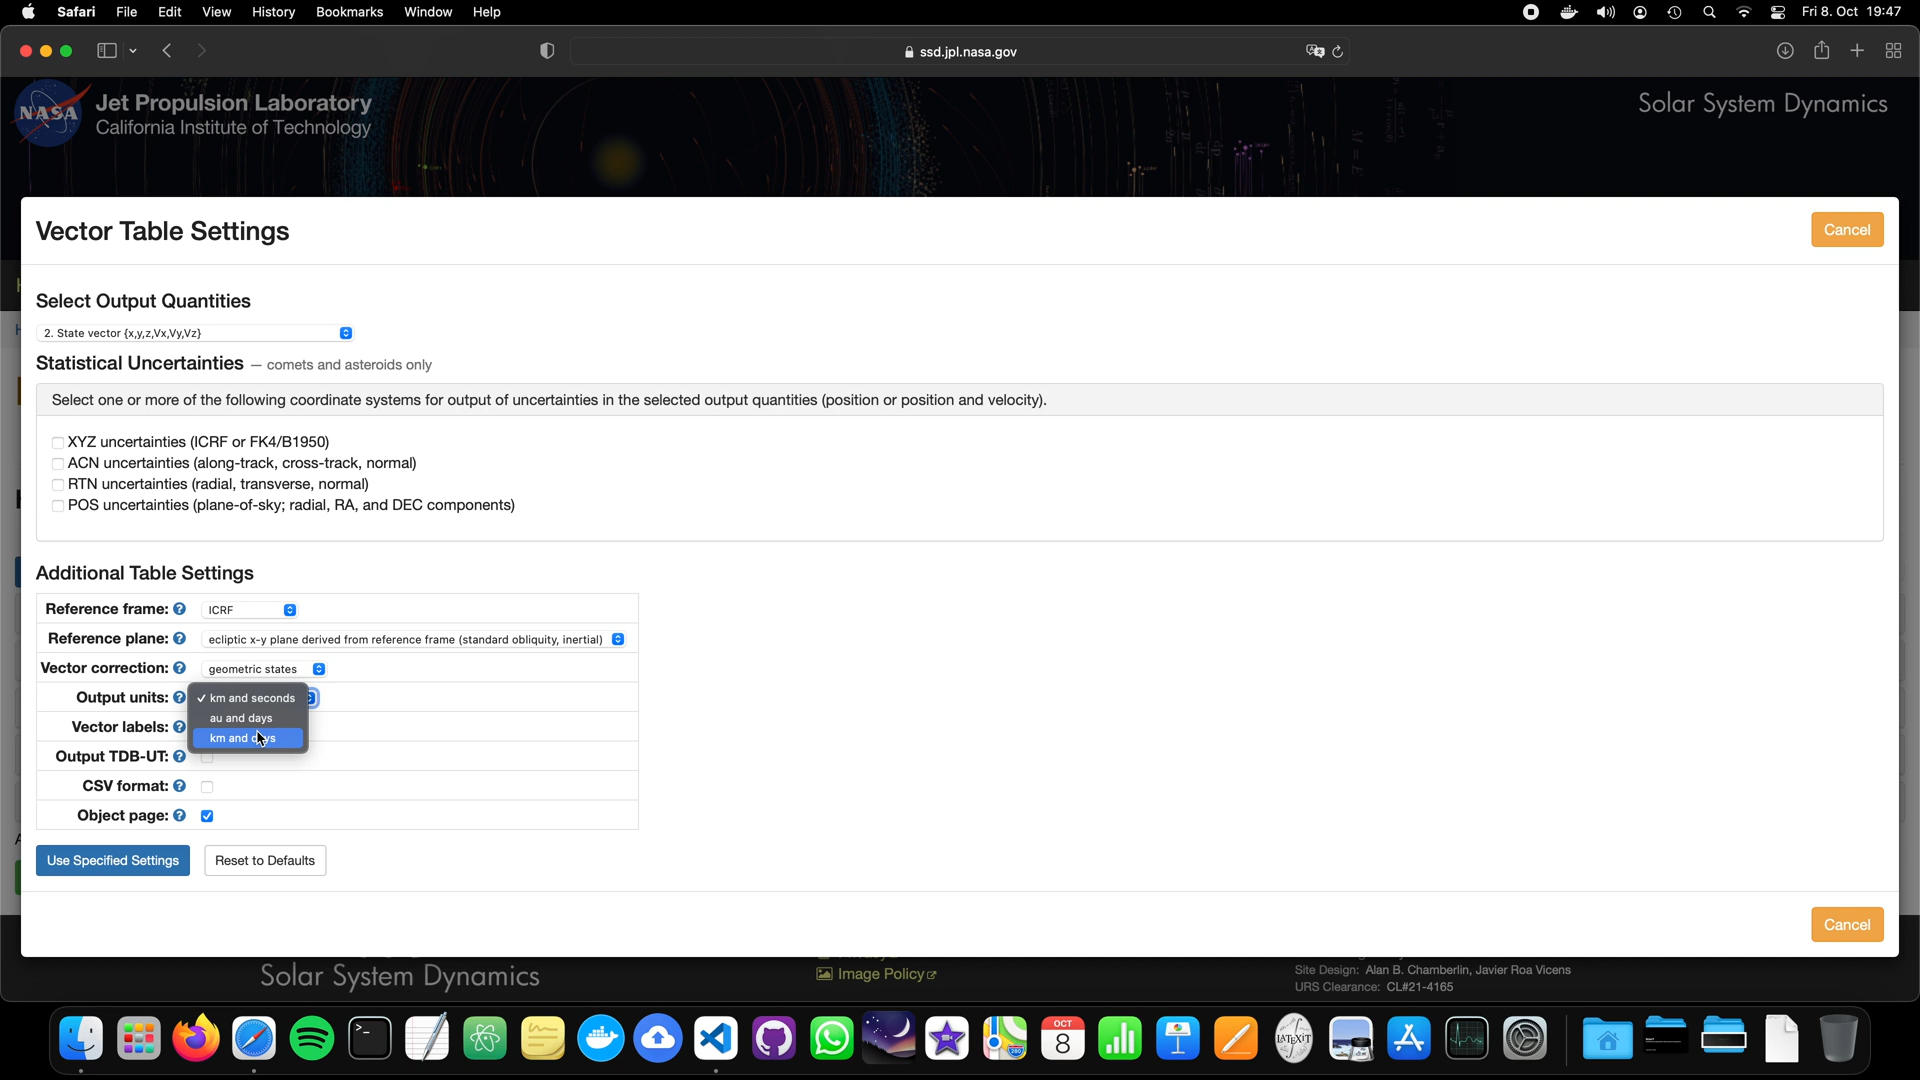 Safari File Edit View History Bookmarks Window Help Fri 8. Oct 19:47
ssd.jpl.nasa.gov
NASA
Jet Propulsion Laboratory
California Institute of Technology
Solar System Dynamics
Vector Table Settings
Cancel
Select Output Quantities
2. State vector {x,y,z,Vx,Vy,Vz}
Statistical Uncertainties — comets and asteroids only
Select one or more of the following coordinate systems for output of uncertainties in the selected output quantities (position or position and velocity).
XYZ uncertainties (ICRF or FK4/B1950)
ACN uncertainties (along-track, cross-track, normal)
RTN uncertainties (radial, transverse, normal)
POS uncertainties (plane-of-sky; radial, RA, and DEC components)
Additional Table Settings
Reference frame: ? ICRF
Reference plane: ? ecliptic x-y plane derived from reference frame (standard obliquity, inertial)
Vector correction: ? geometric states
Output units: ? ✓ km and seconds
au and days
Vector labels: ?
km and days
Output TDB-UT: ?
CSV format: ?
Object page: ?
Use Specified Settings Reset to Defaults
Cancel
Solar System Dynamics
Image Policy
Site Design: Alan B. Chamberlin, Javier Roa Vicens
URS Clearance: CL#21-4165
OCT
8
280
LATEXIT